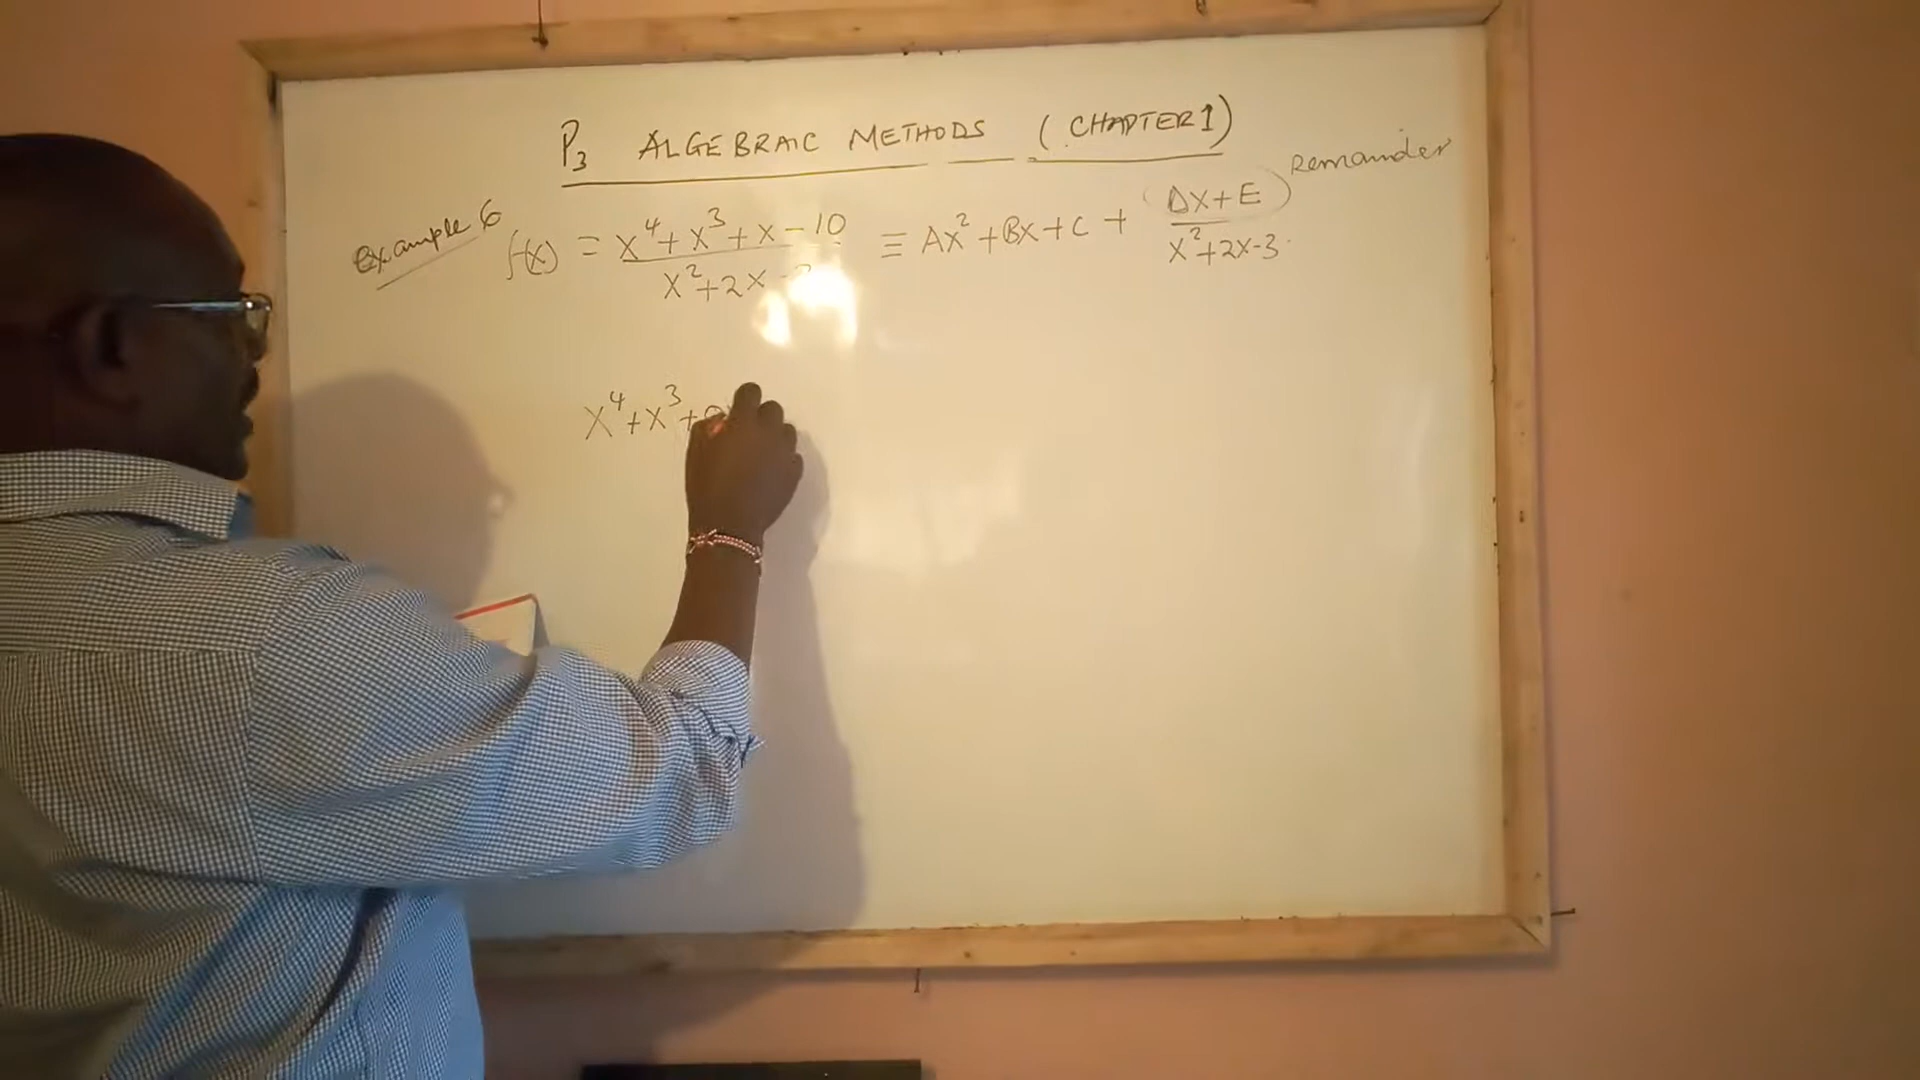 P₃ ALGEBRAIC METHODS (CHAPTER 1)
Remainder
Example 6 f(x) = x⁴+x³+x-10 / x²+2x ≡ Ax²+Bx+C + Dx+E / x²+2x-3
x⁴+x³+0